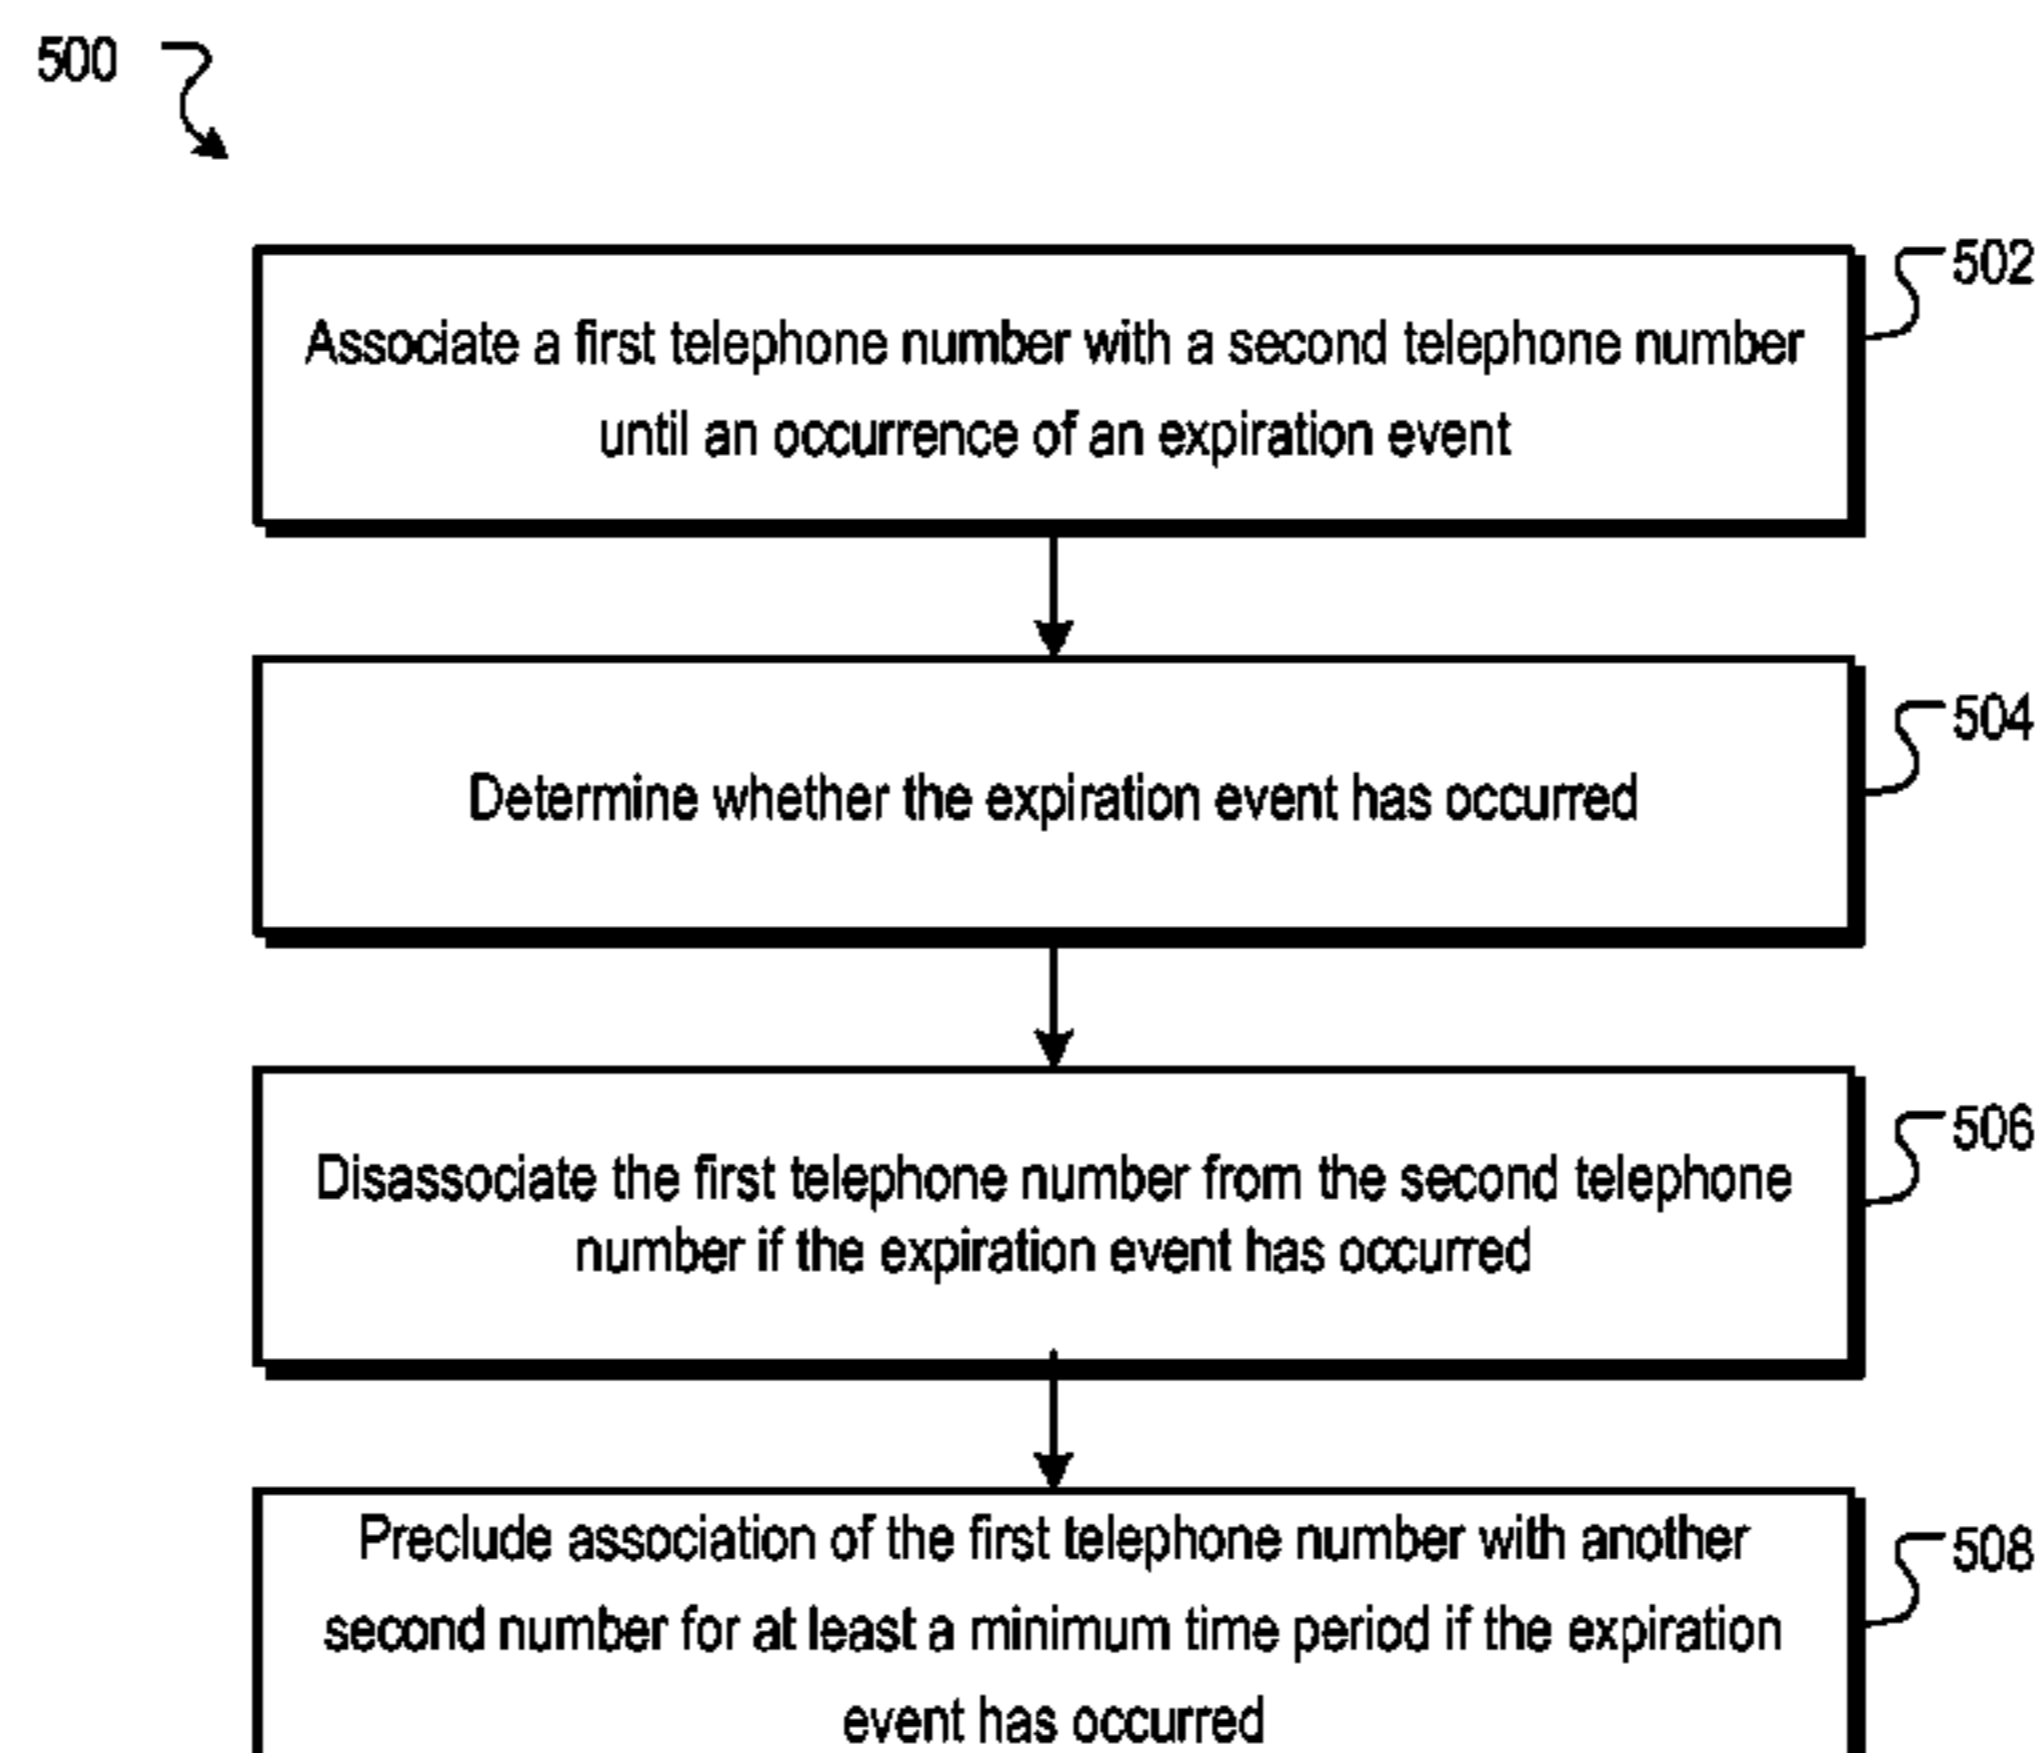 500
502
Associate a first telephone number with a second telephone number
until an occurrence of an expiration event
504
Determine whether the expiration event has occurred
506
Disassociate the first telephone number from the second telephone
number if the expiration event has occurred
508
Preclude association of the first telephone number with another
second number for at least a minimum time period if the expiration
event has occurred